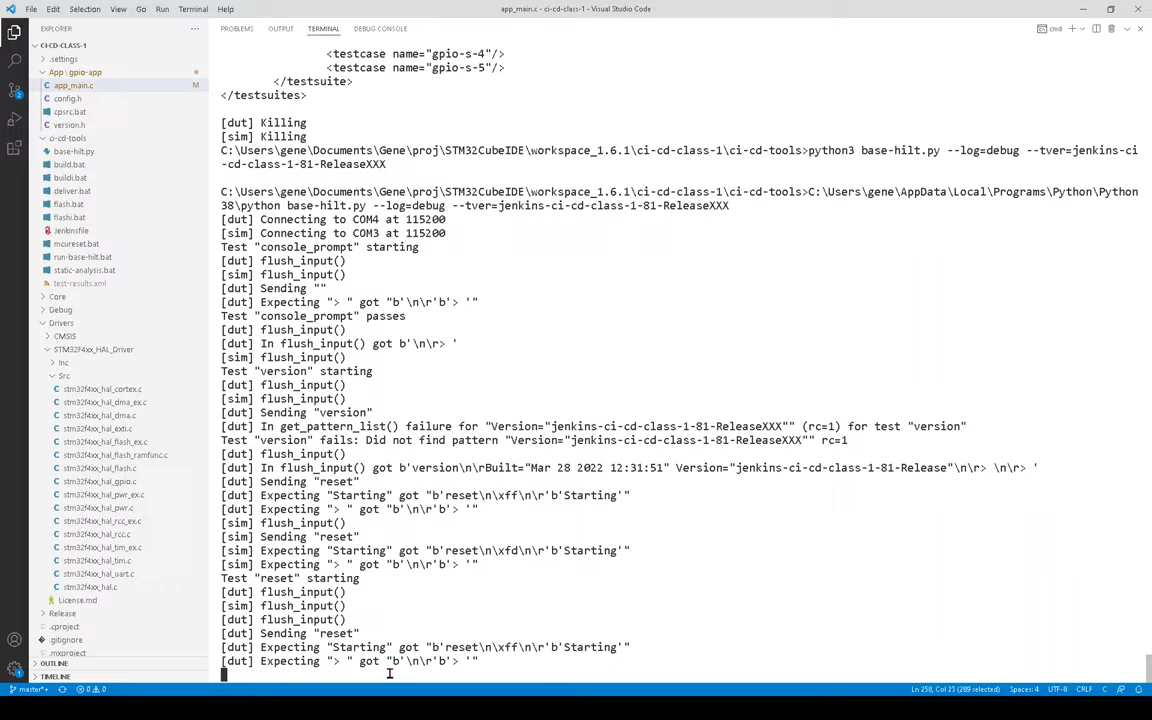 File Edit Selection View Go Run Terminal Help
app_main.c - Visual Studio Code
EXPLORER
CI-CD-CLASS-1
.settings
App \ gpio-app
app_main.c M
config.h
cpsrc.bat
version.h
ci-cd-tools
base-hilt.py
build.bat
buildi.bat
deliver.bat
flash.bat
flashi.bat
Jenkinsfile
mcureset.bat
run-base-hilt.bat
static-analysis.bat
test-results.xml
Core
Debug
Drivers
CMSIS
STM32F4xx_HAL_Driver
Inc
Src
stm32f4xx_hal_cortex.c
stm32f4xx_hal_dma_ex.c
stm32f4xx_hal_dma.c
stm32f4xx_hal_exti.c
stm32f4xx_hal_flash_ex.c
stm32f4xx_hal_flash_ramfunc.c
stm32f4xx_hal_flash.c
stm32f4xx_hal_gpio.c
stm32f4xx_hal_pwr_ex.c
stm32f4xx_hal_pwr.c
stm32f4xx_hal_rcc_ex.c
stm32f4xx_hal_rcc.c
stm32f4xx_hal_tim_ex.c
stm32f4xx_hal_tim.c
stm32f4xx_hal_uart.c
stm32f4xx_hal.c
License.md
Release
.cproject
.gitignore
.mxproject
OUTLINE
TIMELINE
PROBLEMS OUTPUT TERMINAL DEBUG CONSOLE
cmd
<testcase name="gpio-s-4"/>
<testcase name="gpio-s-5"/>
</testsuite>
</testsuites>
[dut] Killing
[sim] Killing
C:\Users\gene\Documents\Gene\proj\STM32CubeIDE\workspace_1.6.1\ci-cd-class-1\ci-cd-tools>python3 base-hilt.py --log=debug --tver=jenkins-ci
-cd-class-1-81-ReleaseXXX
C:\Users\gene\Documents\Gene\proj\STM32CubeIDE\workspace_1.6.1\ci-cd-class-1\ci-cd-tools>C:\Users\gene\AppData\Local\Programs\Python\Python
38\python base-hilt.py --log=debug --tver=jenkins-ci-cd-class-1-81-ReleaseXXX
[dut] Connecting to COM4 at 115200
[sim] Connecting to COM3 at 115200
Test "console_prompt" starting
[dut] flush_input()
[sim] flush_input()
[dut] Sending ""
[dut] Expecting "> " got "b'\n\r'b'> '"
Test "console_prompt" passes
[dut] flush_input()
[dut] In flush_input() got b'\n\r> '
[sim] flush_input()
Test "version" starting
[dut] flush_input()
[sim] flush_input()
[dut] Sending "version"
[dut] In get_pattern_list() failure for "Version="jenkins-ci-cd-class-1-81-ReleaseXXX"" (rc=1) for test "version"
Test "version" fails: Did not find pattern "Version="jenkins-ci-cd-class-1-81-ReleaseXXX"" rc=1
[dut] flush_input()
[dut] In flush_input() got b'version\n\rBuilt="Mar 28 2022 12:31:51" Version="jenkins-ci-cd-class-1-81-Release"\n\r> \n\r> '
[dut] Sending "reset"
[dut] Expecting "Starting" got "b'reset\n\xff\n\r'b'Starting'"
[dut] Expecting "> " got "b'\n\r'b'> '"
[sim] flush_input()
[sim] Sending "reset"
[sim] Expecting "Starting" got "b'reset\n\xfd\n\r'b'Starting'"
[sim] Expecting "> " got "b'\n\r'b'> '"
Test "reset" starting
[dut] flush_input()
[sim] flush_input()
[dut] flush_input()
[dut] Sending "reset"
[dut] Expecting "Starting" got "b'reset\n\xff\n\r'b'Starting'"
[dut] Expecting "> " got "b'\n\r'b'> '"
master*+ 0 0 Ln 258, Col 23 (289 selected) Spaces: 4 UTF-8 CRLF C